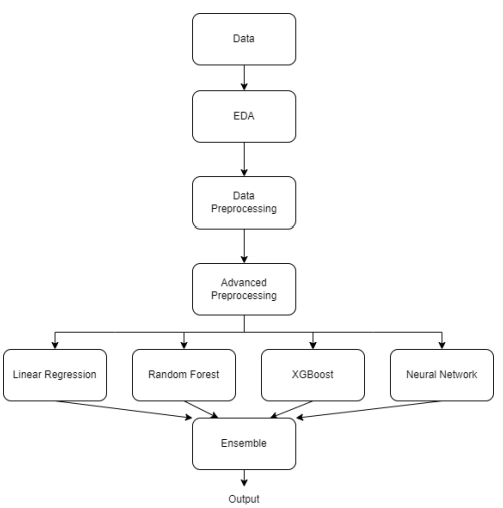 Data
EDA
Data
Preprocessing
Advanced
Preprocessing
Linear Regression
Random Forest
XGBoost
Neural Network
Ensemble
Output